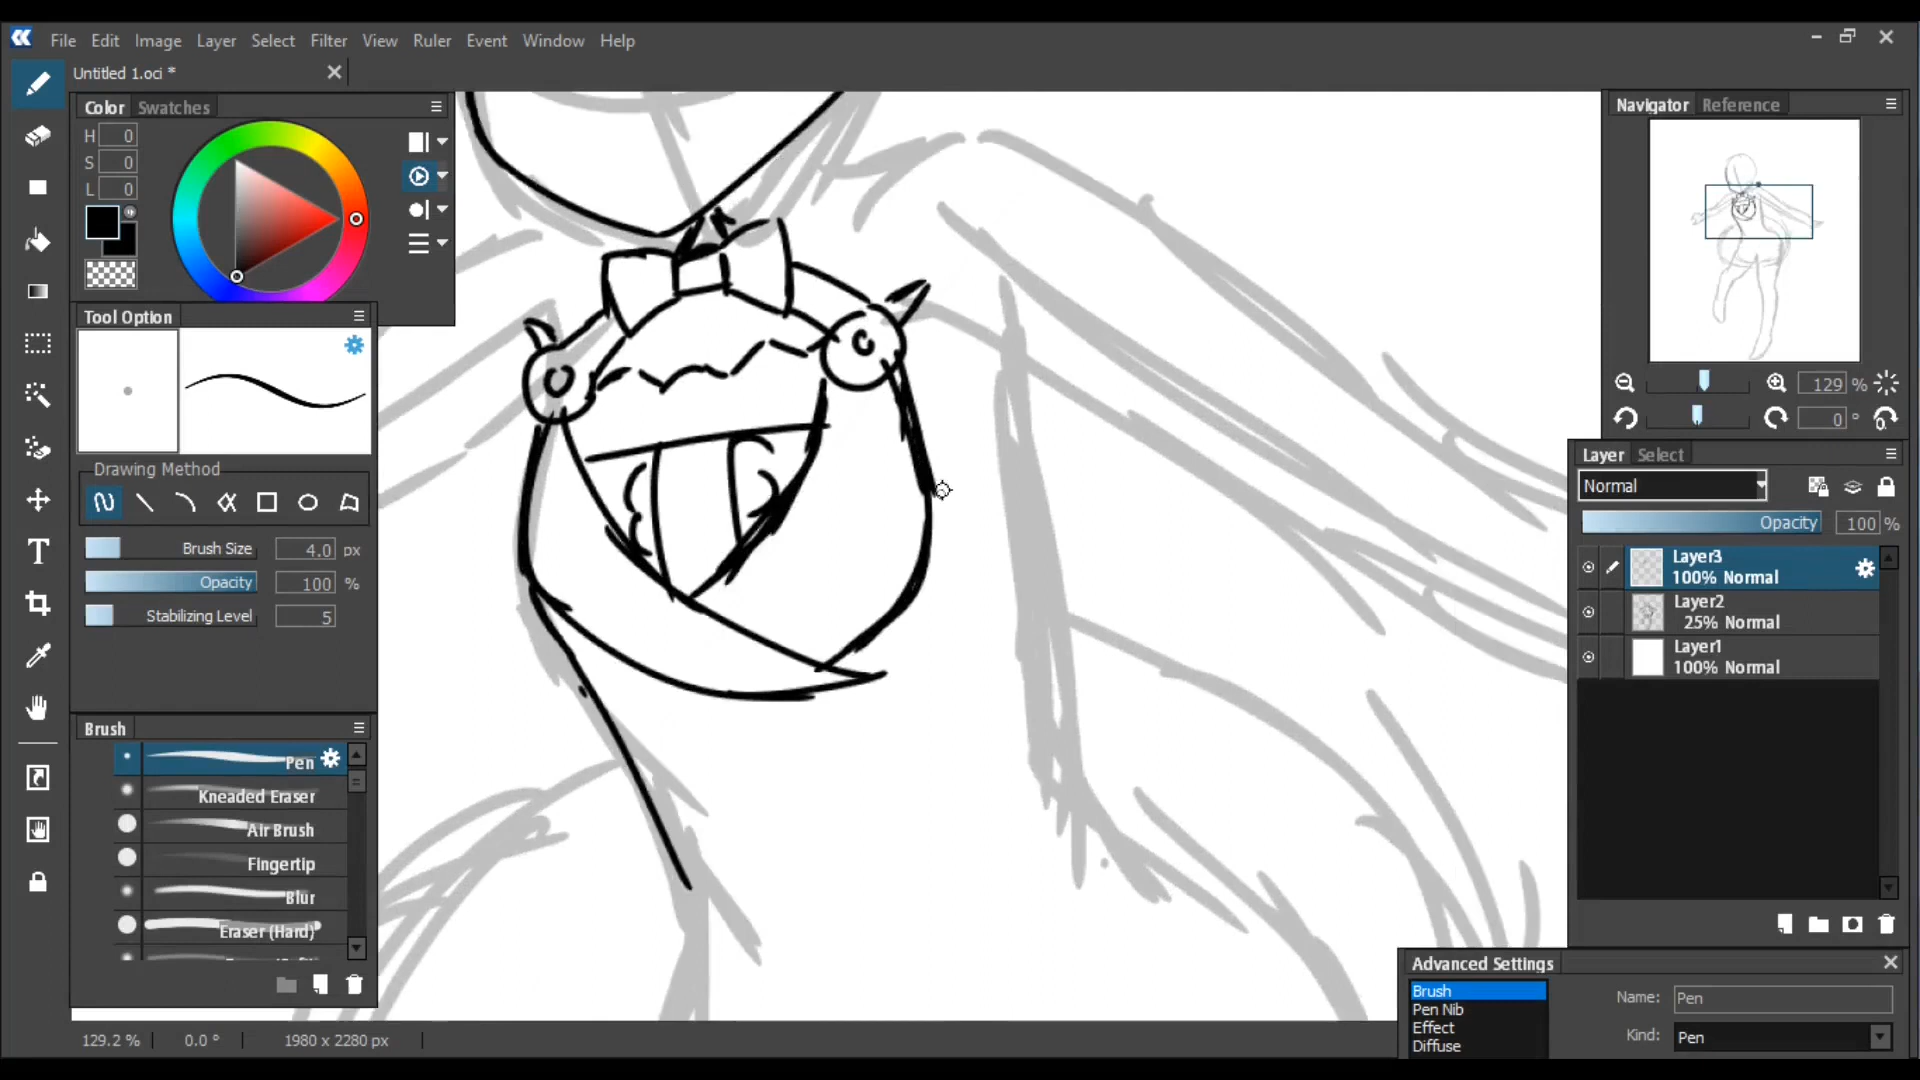 File Edit Image Layer Select Filter View Ruler Event Window Help
Untitled 1.oci *
Color Swatches
H 0
S 0
L 0
Tool Option
Drawing Method
Brush Size 4.0 px
Opacity 100 %
Stabilizing Level 5
Brush
Pen
Kneaded Eraser
Air Brush
Fingertip
Blur
Eraser (Hard)
129.2 % 0.0 ° 1980 x 2280 px
Navigator Reference
129 %
0 °
Layer Select
Normal
Opacity 100 %
Layer3
100% Normal
Layer2
25% Normal
Layer1
100% Normal
Advanced Settings
Brush
Pen Nib
Effect
Diffuse
Name: Pen
Kind: Pen